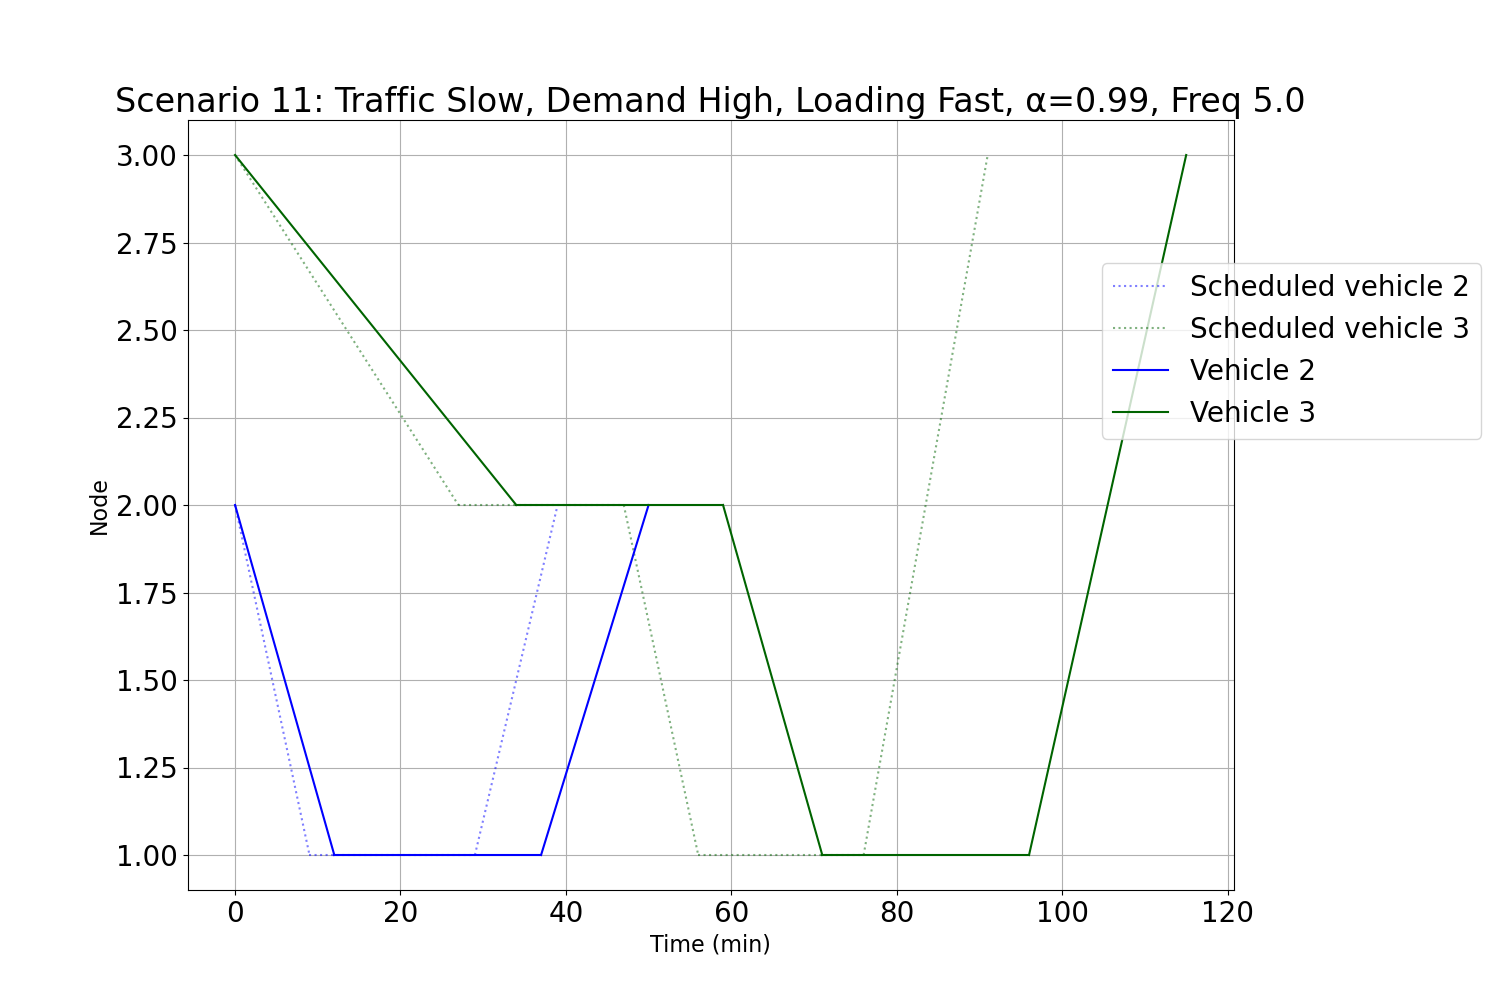 Scenario 11: Traffic Slow, Demand High, Loading Fast, α=0.99, Freq 5.0
3.00
2.75
2.50
2.25
2.00
1.75
1.50
1.25
1.00
Node
0 20 40 60 80 100 120
Time (min)
Scheduled vehicle 2
Scheduled vehicle 3
Vehicle 2
Vehicle 3